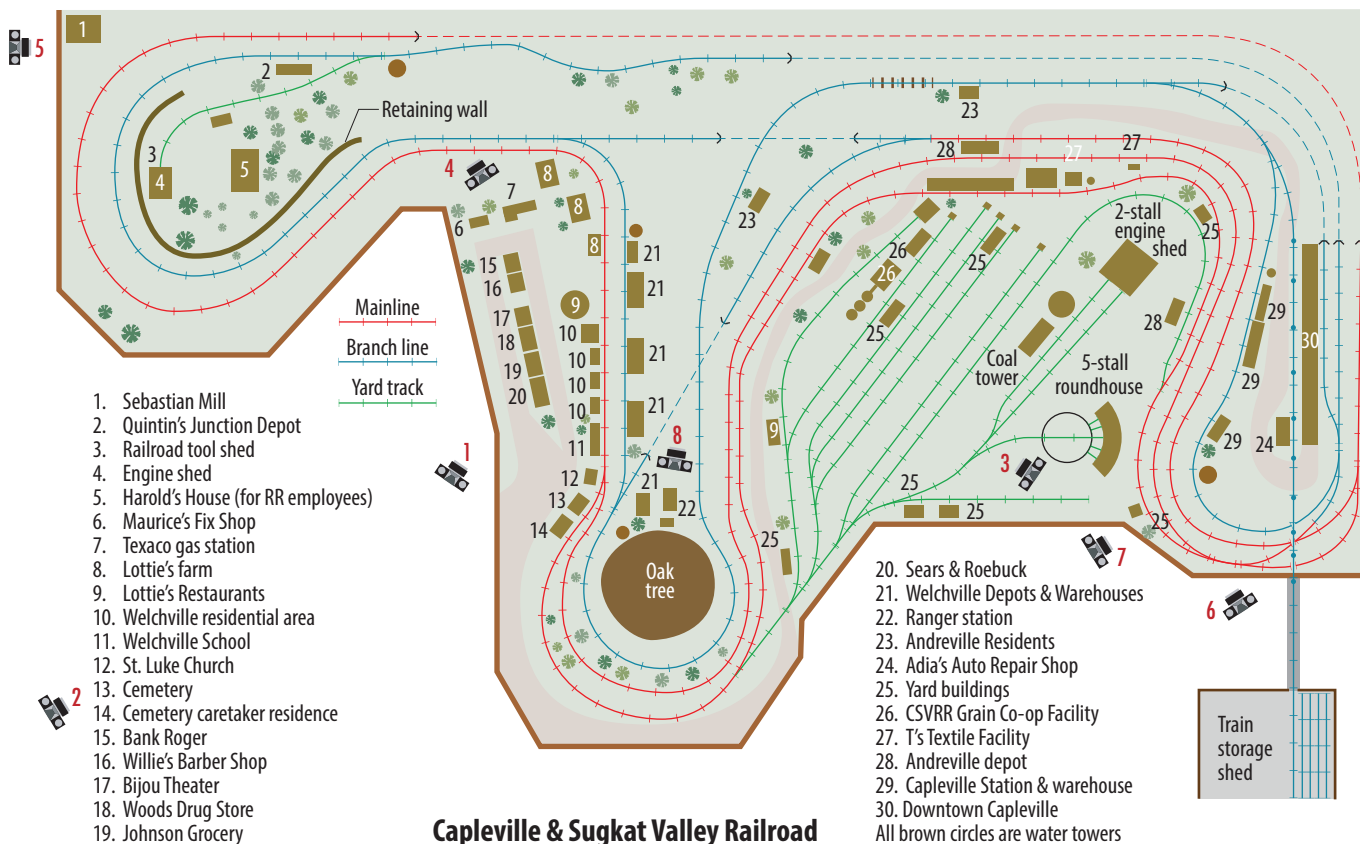 1
5
2
Retaining wall
3
4
5
4
7
6
8
8
8
15
16
17
18
19
20
9
10
10
10
10
11
12
13
14
21
21
21
21
21
22
8
1
2
Mainline
Branch line
Yard track
23
23
28
27
27
26
26
25
25
25
2-stall
engine
shed
28
Coal
tower
5-stall
roundhouse
3
9
25
25
25
25
29
29
29
24
30
7
6
Oak
tree
Train
storage
shed
1. Sebastian Mill
2. Quintin's Junction Depot
3. Railroad tool shed
4. Engine shed
5. Harold's House (for RR employees)
6. Maurice's Fix Shop
7. Texaco gas station
8. Lottie's farm
9. Lottie's Restaurants
10. Welchville residential area
11. Welchville School
12. St. Luke Church
13. Cemetery
14. Cemetery caretaker residence
15. Bank Roger
16. Willie's Barber Shop
17. Bijou Theater
18. Woods Drug Store
19. Johnson Grocery
20. Sears & Roebuck
21. Welchville Depots & Warehouses
22. Ranger station
23. Andreville Residents
24. Adia's Auto Repair Shop
25. Yard buildings
26. CSVRR Grain Co-op Facility
27. T's Textile Facility
28. Andreville depot
29. Capleville Station & warehouse
30. Downtown Capleville
All brown circles are water towers
Capleville & Sugkat Valley Railroad